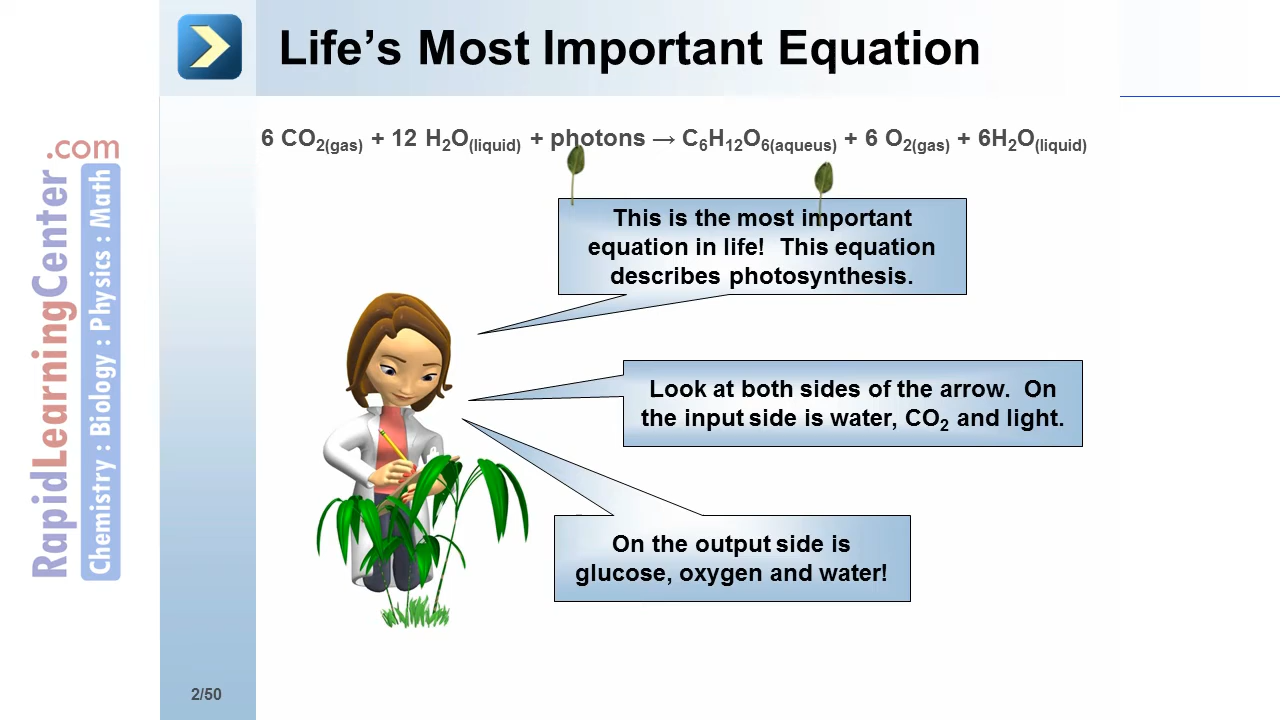 Life’s Most Important Equation
6 CO2(gas) + 12 H2O(liquid) + photons → C6H12O6(aqueus) + 6 O2(gas) + 6H2O(liquid)
This is the most important
equation in life! This equation
describes photosynthesis.
Look at both sides of the arrow. On
the input side is water, CO2 and light.
On the output side is
glucose, oxygen and water!
RapidLearningCenter.com
Chemistry : Biology : Physics : Math
2/50